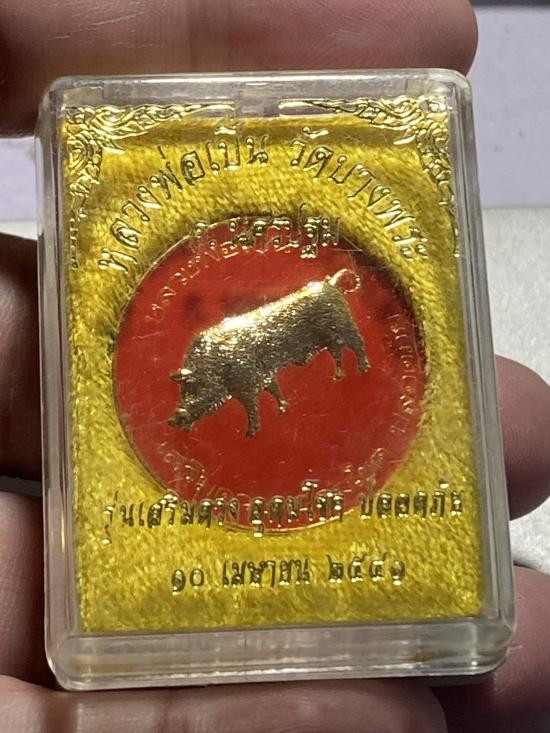 หลวงพ่อเปิ่น วัดบางพระ
จ.นครปฐม
รุ่นเสริมดวง อุดมโชค ปลอดภัย
๑๐ เมษายน ๒๕๔๑